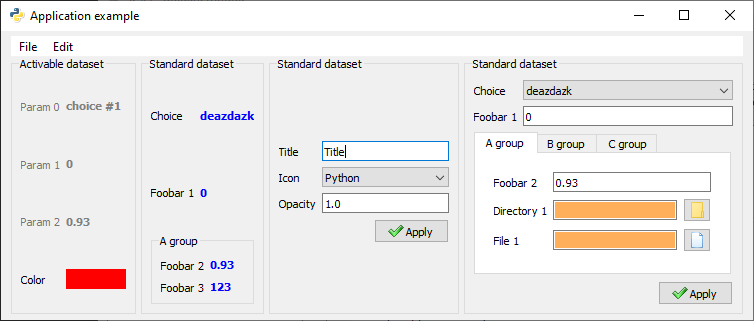 Application example
File Edit
Activable dataset
Param 0 choice #1
Param 1 0
Param 2 0.93
Color
Standard dataset
Choice deazdazk
Foobar 1 0
A group
Foobar 2 0.93
Foobar 3 123
Standard dataset
Title Title
Icon Python
Opacity 1.0
Apply
Standard dataset
Choice deazdazk
Foobar 1 0
A group B group C group
Foobar 2 0.93
Directory 1
File 1
Apply